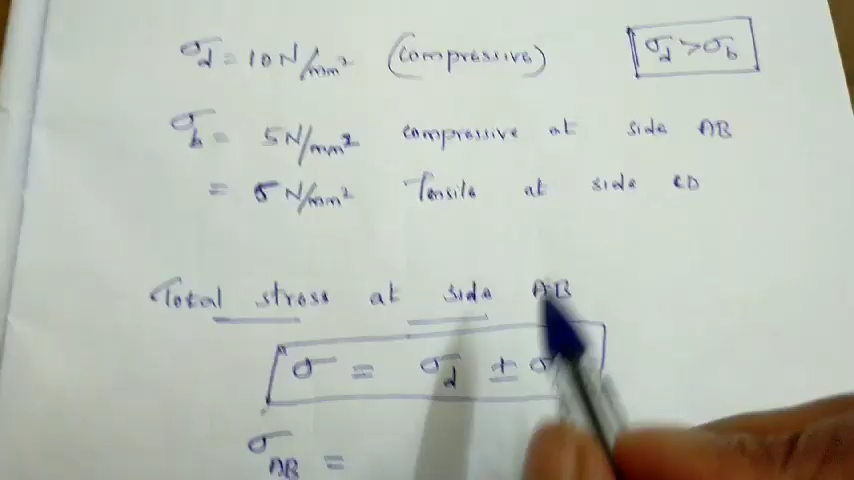 σd = 10 N/mm² (compressive)
σd > σb
σb = 5 N/mm² compressive at side AB
= 5 N/mm² Tensile at side CD
Total stress at side AB
σ = σd ± σ
σAB =